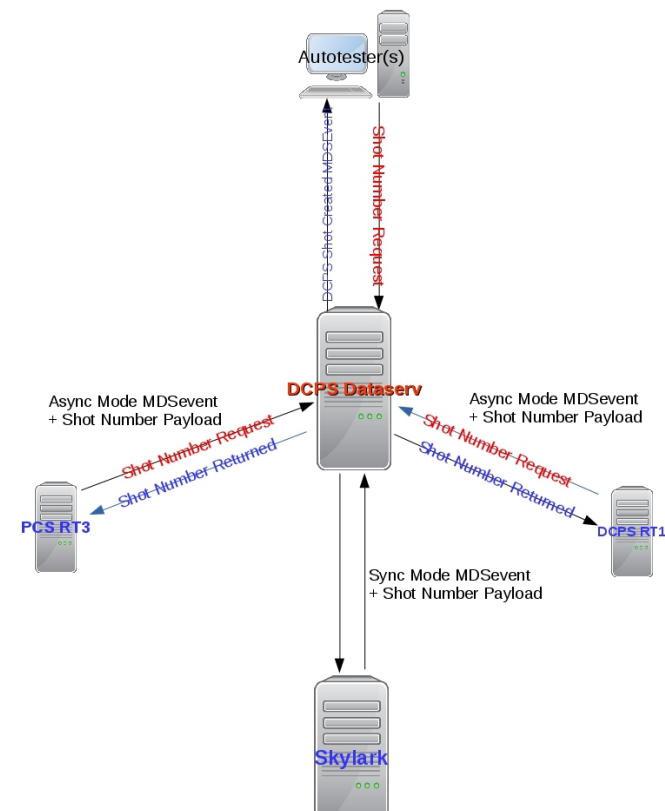 Autotester(s)
DCPS Shot Created MDSEvent
Shot Number Request
DCPS Dataserv
Async Mode MDSevent
+ Shot Number Payload
Shot Number Request
Shot Number Returned
PCS RT3
Async Mode MDSevent
+ Shot Number Payload
Shot Number Request
Shot Number Returned
DCPS RT1
Sync Mode MDSevent
+ Shot Number Payload
Skylark